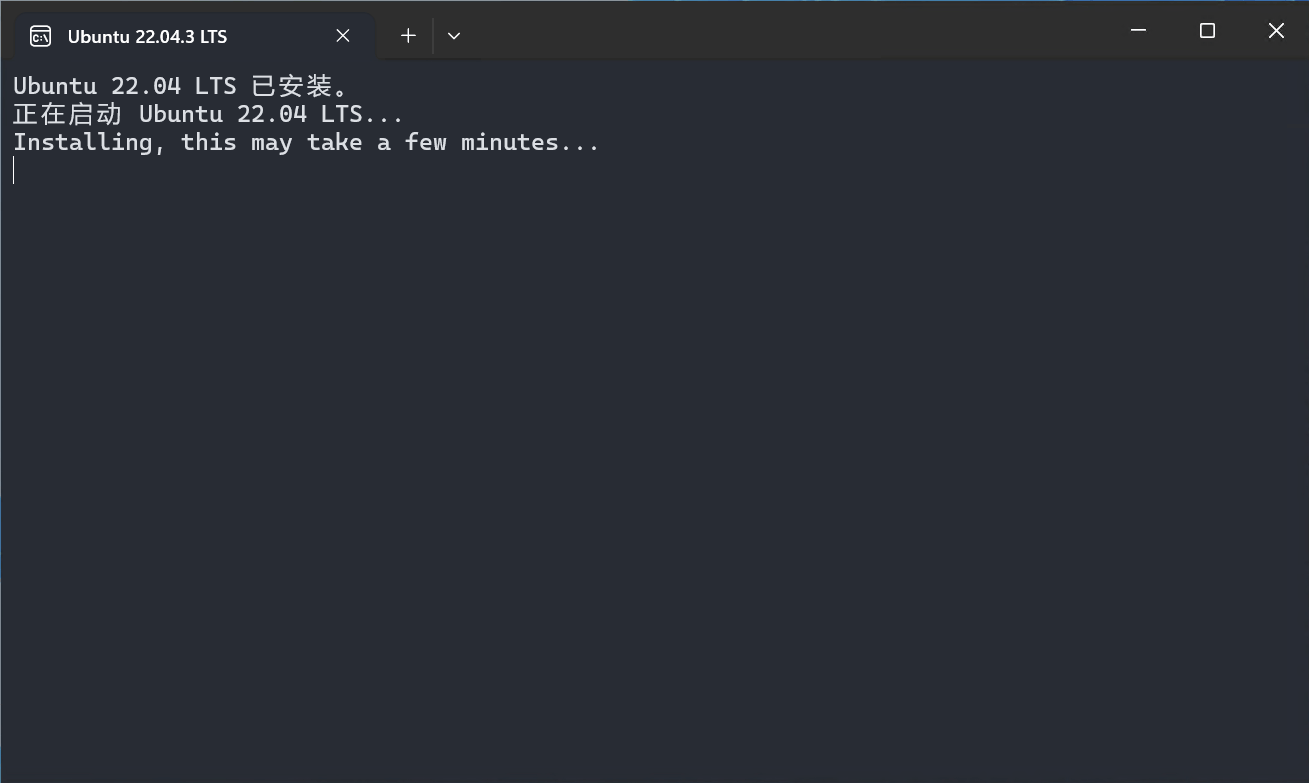 Ubuntu 22.04.3 LTS
Ubuntu 22.04 LTS 已安装。
正在启动 Ubuntu 22.04 LTS...
Installing, this may take a few minutes...